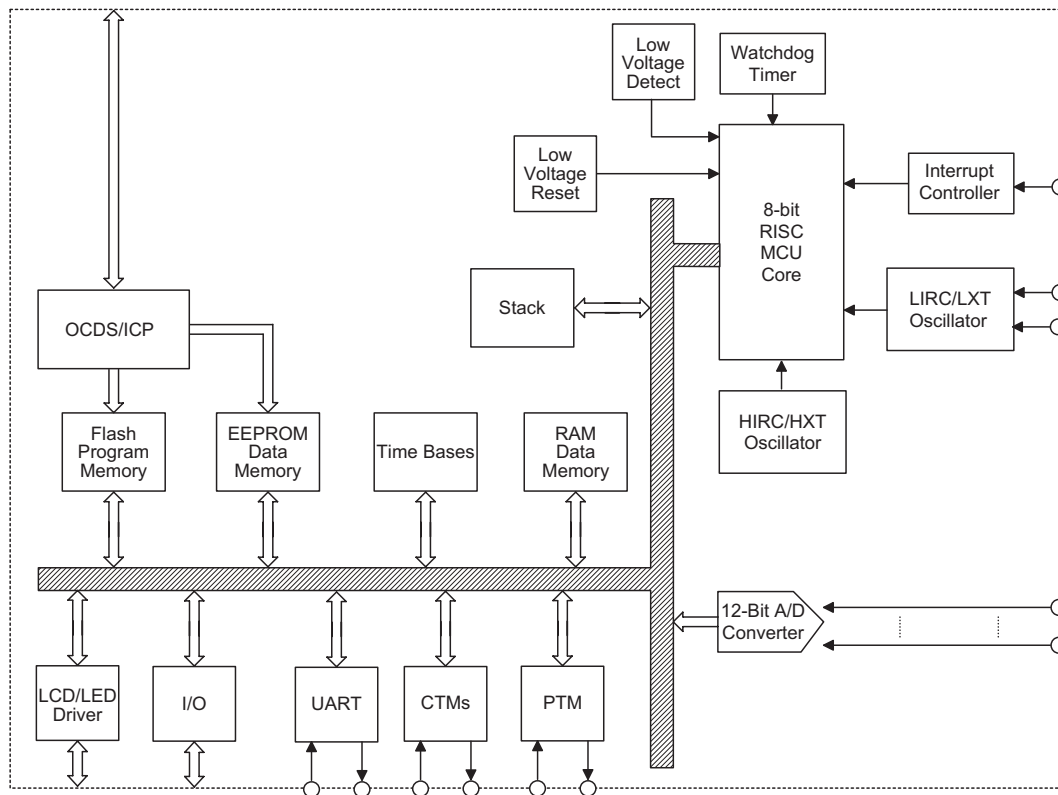 Low
Voltage
Detect
Watchdog
Timer
Low
Voltage
Reset
8-bit
RISC
MCU
Core
Interrupt
Controller
Stack
LIRC/LXT
Oscillator
OCDS/ICP
HIRC/HXT
Oscillator
Flash
Program
Memory
EEPROM
Data
Memory
Time Bases
RAM
Data
Memory
12-Bit A/D
Converter
LCD/LED
Driver
I/O
UART
CTMs
PTM